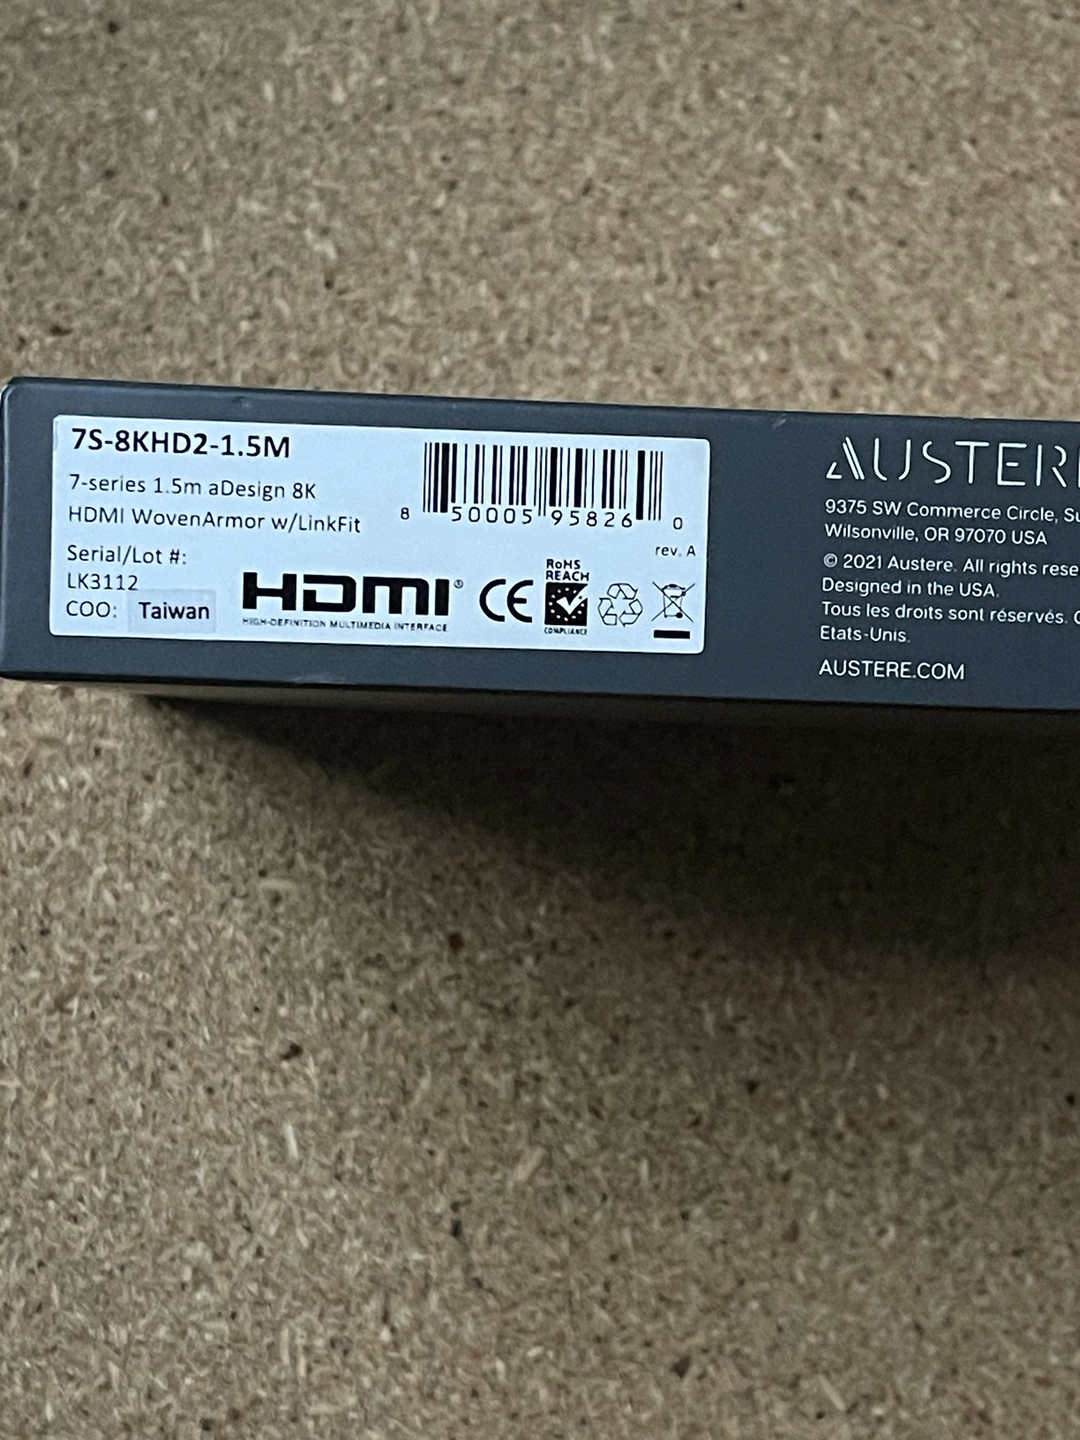 7S-8KHD2-1.5M
7-series 1.5m aDesign 8K
HDMI WovenArmor w/LinkFit
Serial/Lot #:
LK3112
COO: Taiwan
8 50005 95826 0
rev. A
HDMI®
HIGH-DEFINITION MULTIMEDIA INTERFACE
CE
RoHS
REACH
COMPLIANCE
AUSTERE
9375 SW Commerce Circle,
Wilsonville, OR 97070 USA
© 2021 Austere. All rights rese
Designed in the USA.
Tous les droits sont réservés.
Etats-Unis.
AUSTERE.COM